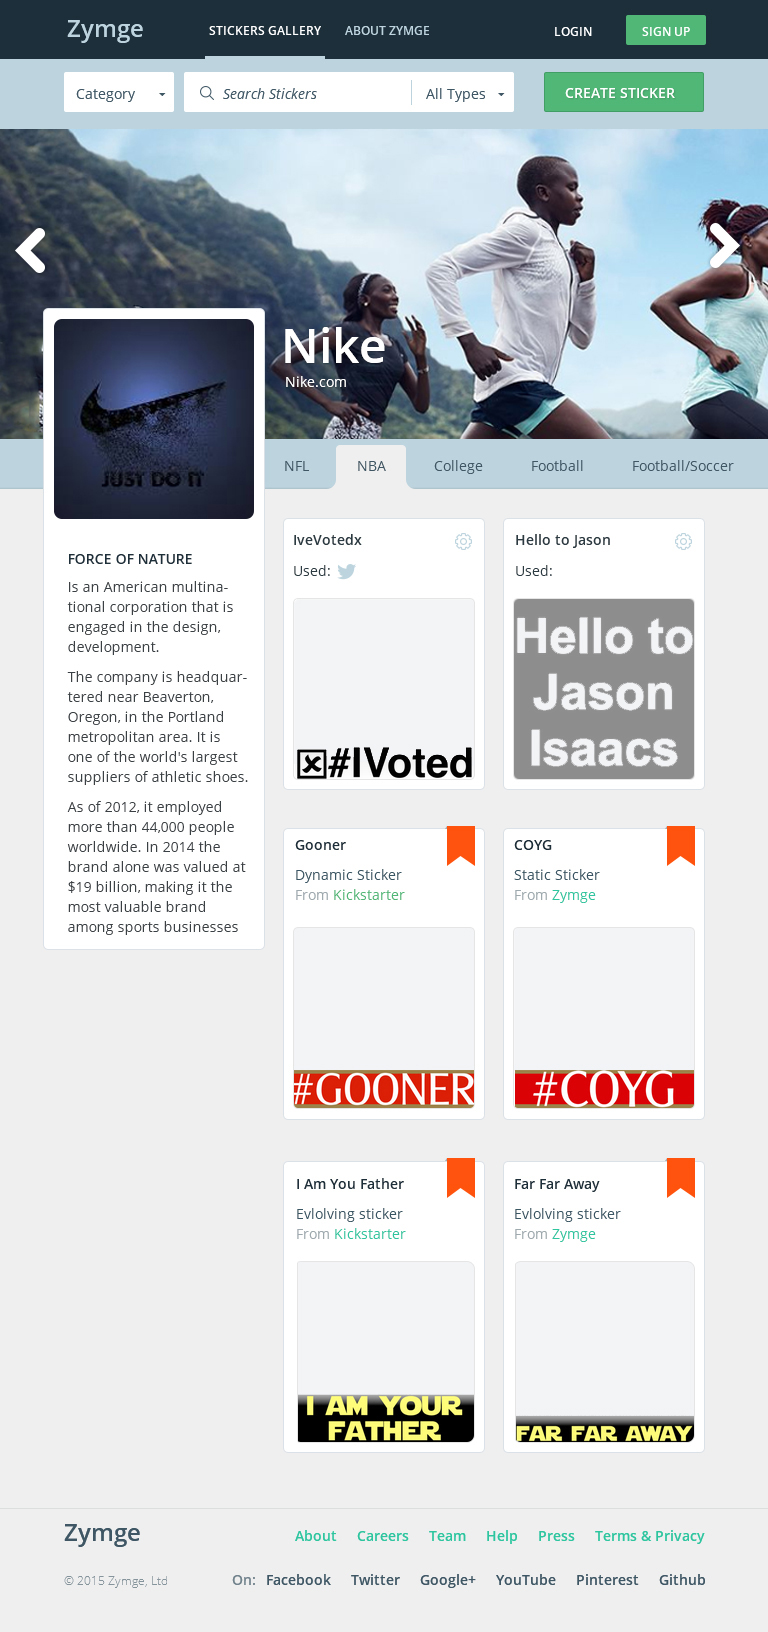 Zymge
STICKERS GALLERY
ABOUT ZYMGE
LOGIN
SIGN UP
Category
Search Stickers
All Types
CREATE STICKER
Nike
Nike.com
JUST DO IT
NFL
NBA
College
Football
Football/Soccer
FORCE OF NATURE
Is an American multina-
tional corporation that is
engaged in the design,
development.
The company is headquar-
tered near Beaverton,
Oregon, in the Portland
metropolitan area. It is
one of the world's largest
suppliers of athletic shoes.
As of 2012, it employed
more than 44,000 people
worldwide. In 2014 the
brand alone was valued at
$19 billion, making it the
most valuable brand
among sports businesses
IveVotedx
Used:
#IVoted
Hello to Jason
Used:
Hello to
Jason
Isaacs
Gooner
Dynamic Sticker
From Kickstarter
#GOONER
COYG
Static Sticker
From Zymge
#COYG
I Am You Father
Evlolving sticker
From Kickstarter
I AM YOUR
FATHER
Far Far Away
Evlolving sticker
From Zymge
FAR FAR AWAY
Zymge
About Careers Team Help Press Terms & Privacy
© 2015 Zymge, Ltd
On: Facebook Twitter Google+ YouTube Pinterest Github